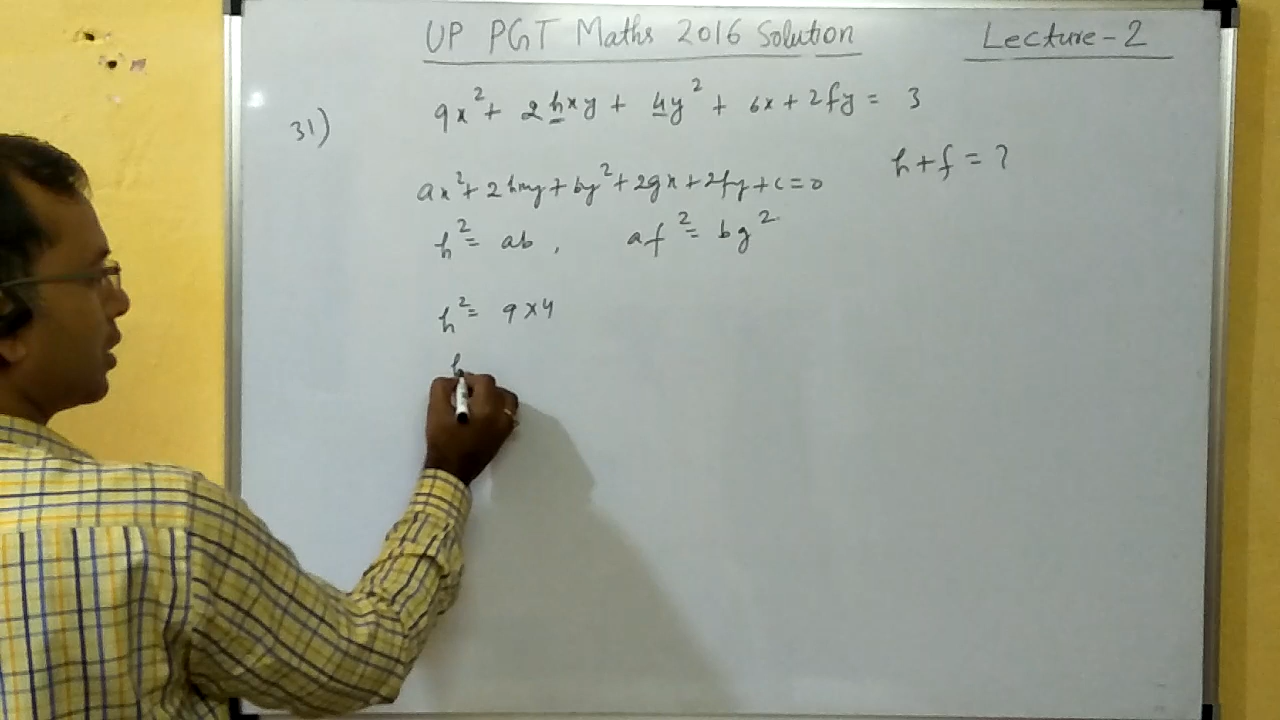 UP PGT Maths 2016 Solution Lecture-2
31) 9x² + 2hxy + 4y² + 6x + 2fy = 3
h + f = ?
ax² + 2hxy + by² + 2gx + 2fy + c = 0
h² = ab , af² = bg²
h² = 9×4
h